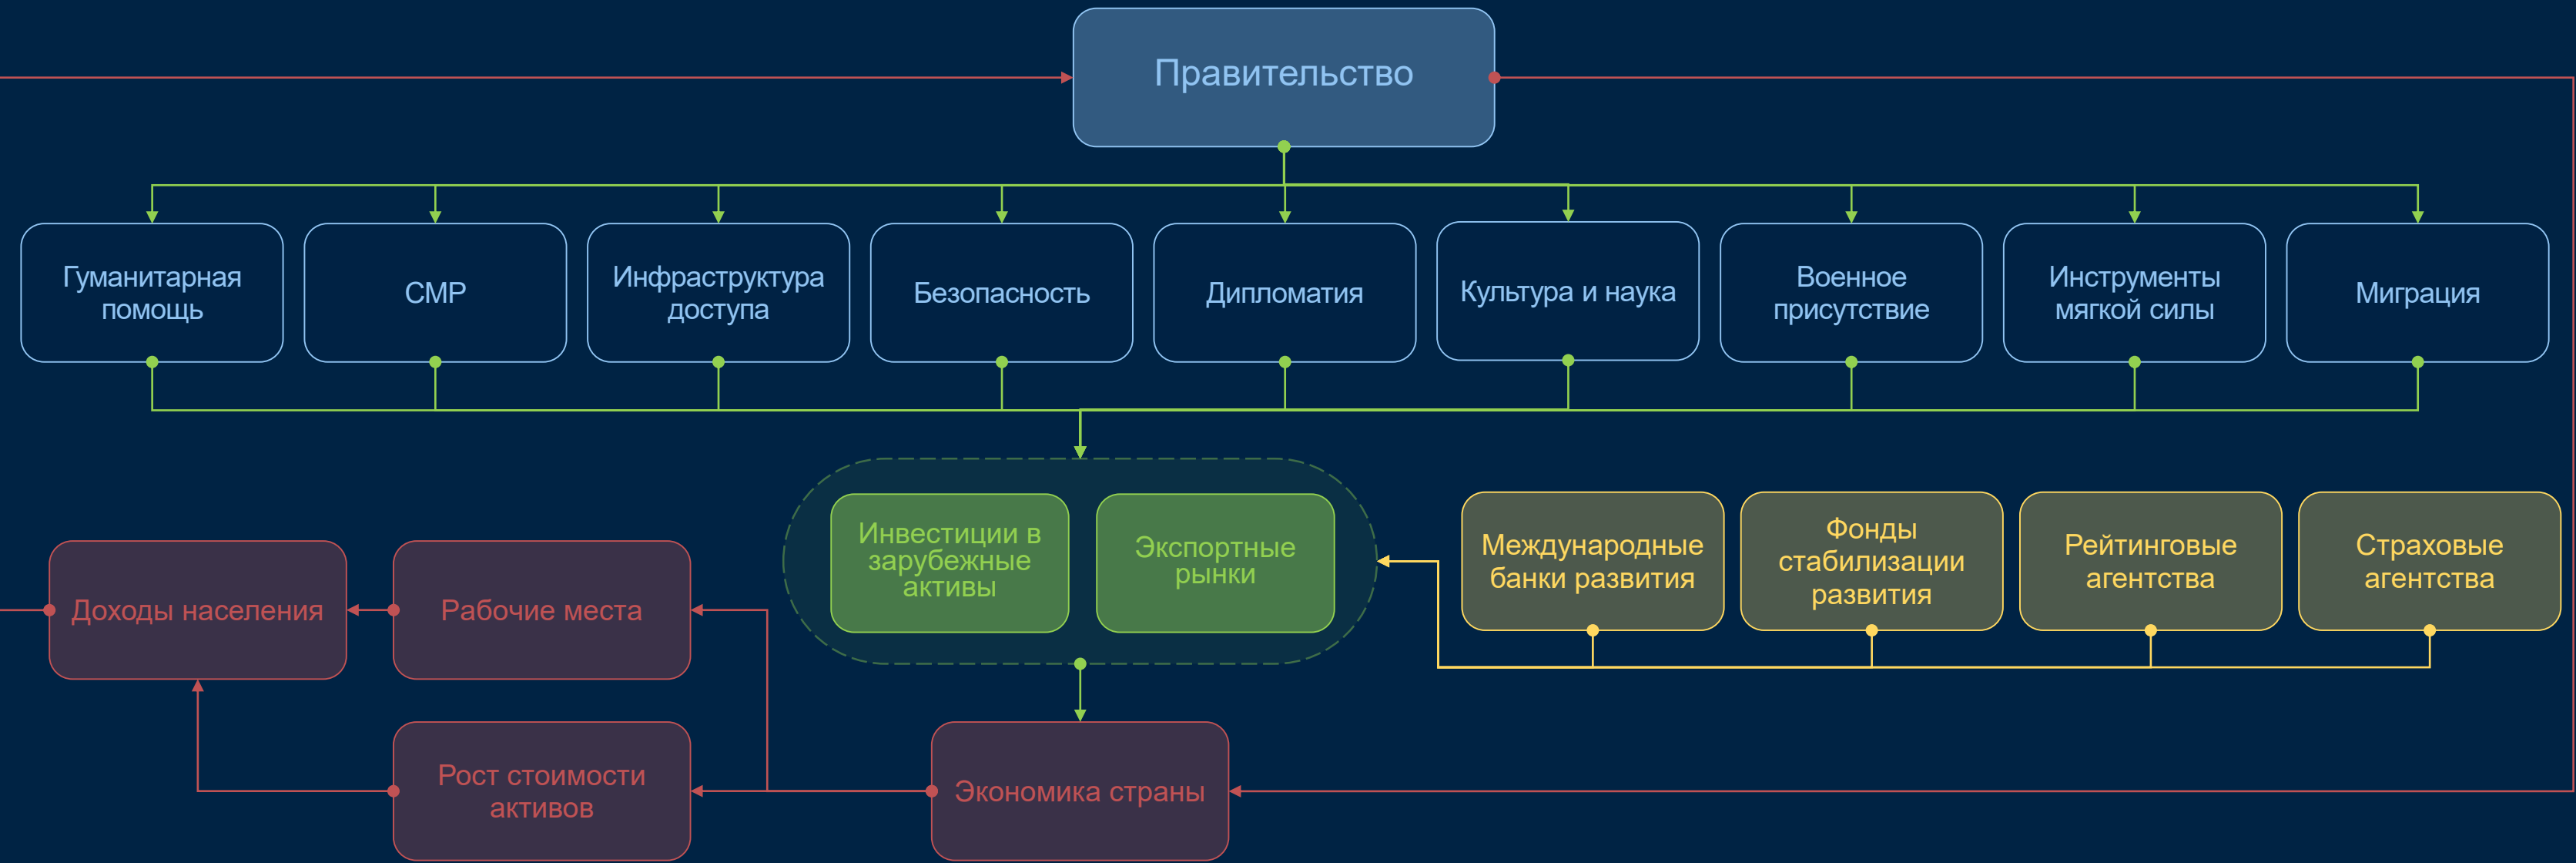 Правительство
Гуманитарная
помощь
СМР
Инфраструктура
доступа
Безопасность
Дипломатия
Культура и наука
Военное
присутствие
Инструменты
мягкой силы
Миграция
Инвестиции в
зарубежные
активы
Экспортные
рынки
Международные
банки развития
Фонды
стабилизации
развития
Рейтинговые
агентства
Страховые
агентства
Доходы населения
Рабочие места
Рост стоимости
активов
Экономика страны